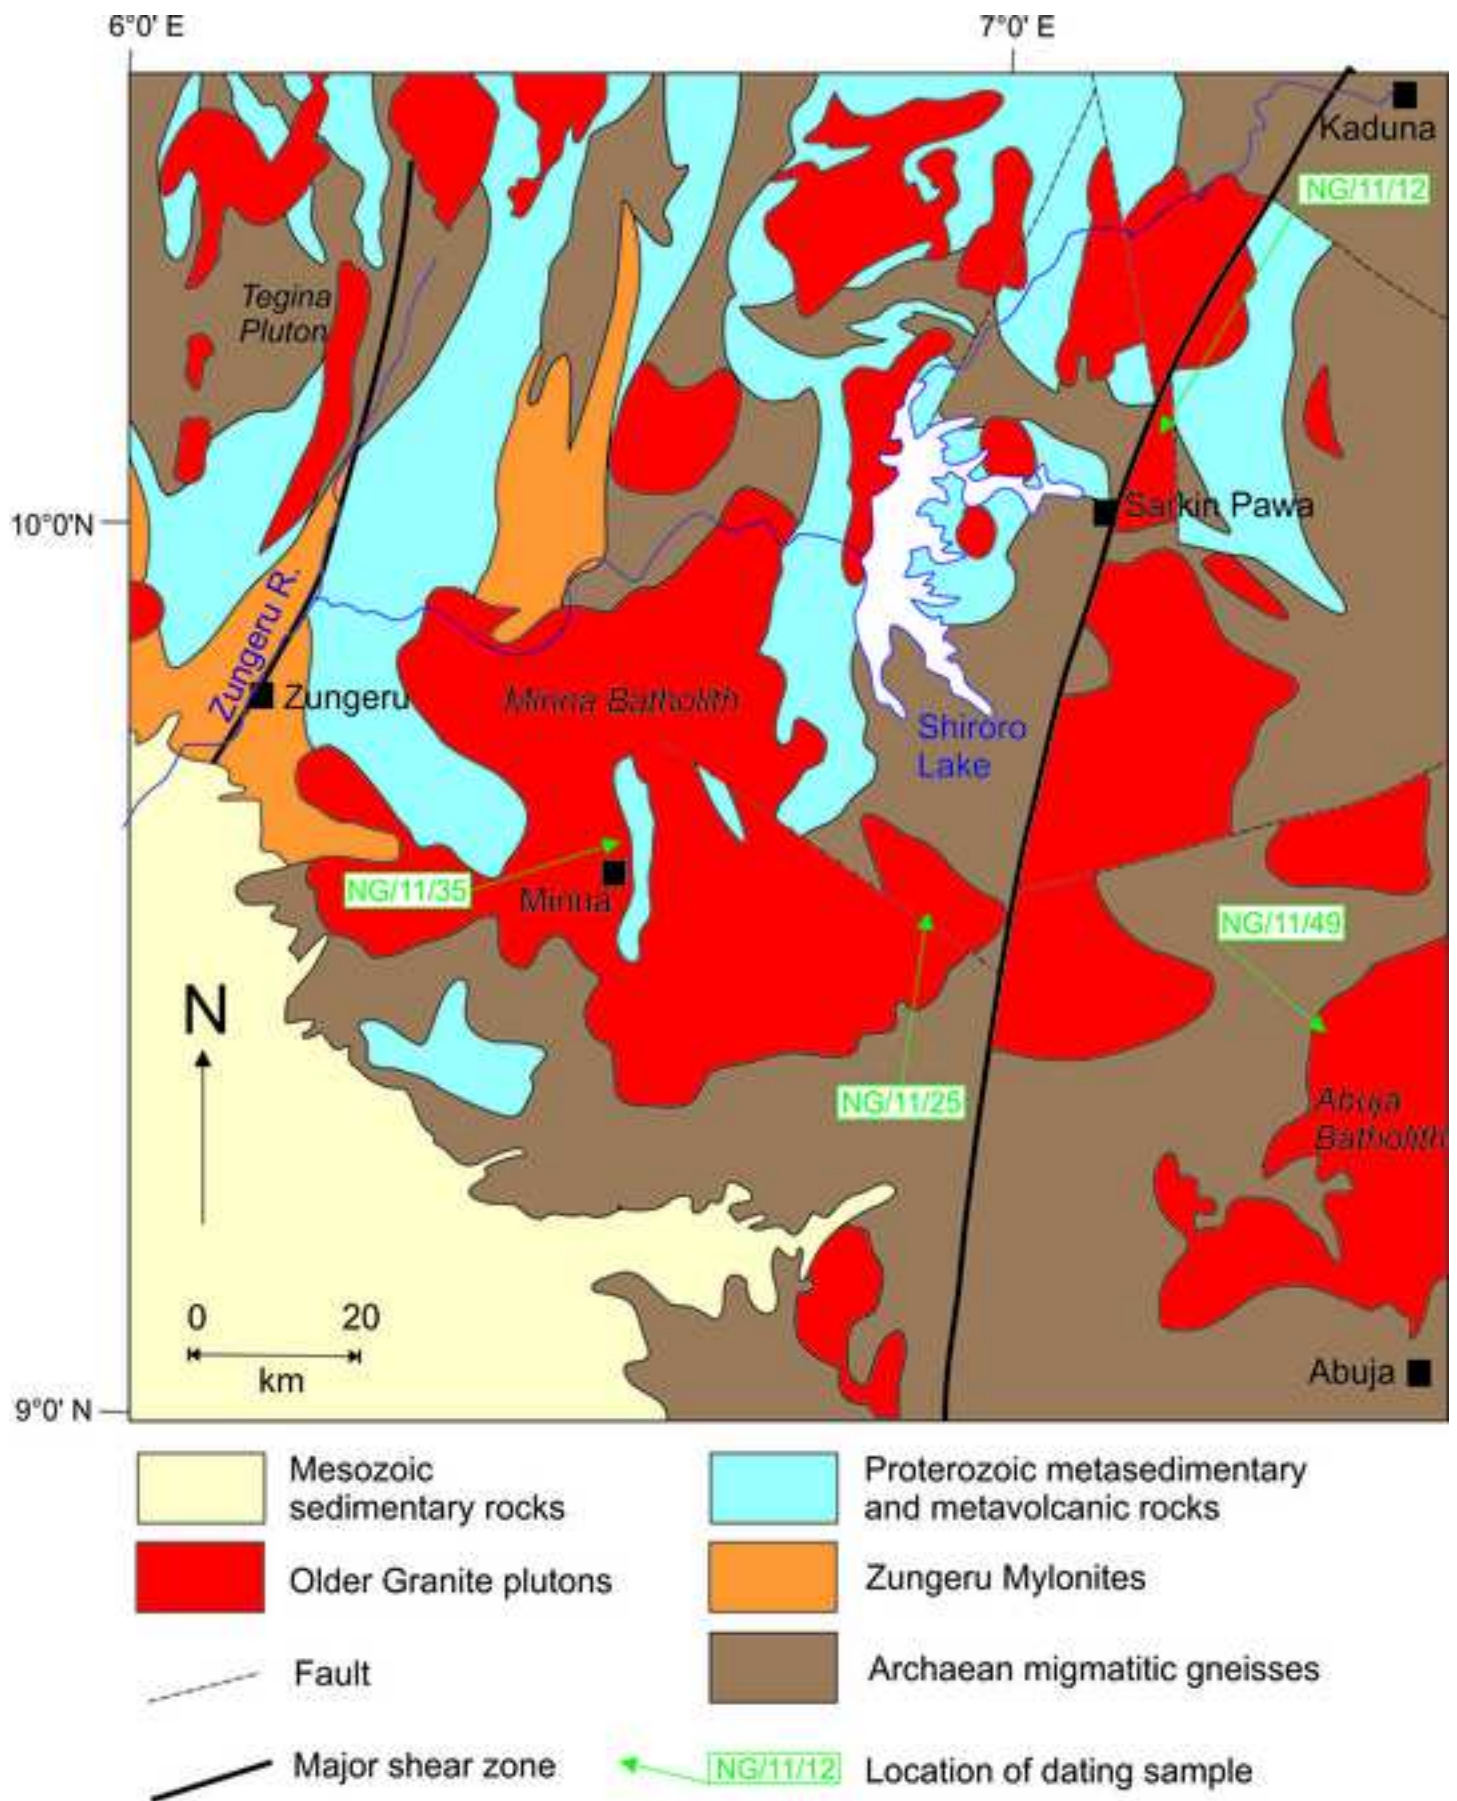 6°0' E
7°0' E
Kaduna
NG/11/12
Tegina
Pluton
10°0'N
Sarkin Pawa
Zungeru R.
Zungeru
Minna Batholith
Shiroro
Lake
NG/11/35
Minna
NG/11/49
N
NG/11/25
Abuja
Batholith
0 20
km
Abuja
9°0' N
Mesozoic
sedimentary rocks
Proterozoic metasedimentary
and metavolcanic rocks
Older Granite plutons
Zungeru Mylonites
Fault
Archaean migmatitic gneisses
Major shear zone
NG/11/12
Location of dating sample